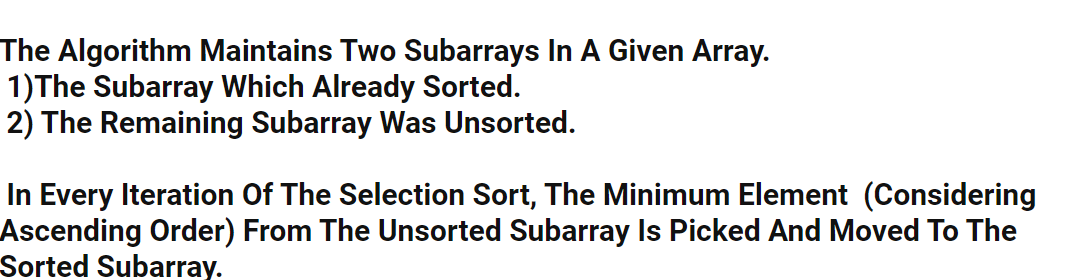 The Algorithm Maintains Two Subarrays In A Given Array.
1)The Subarray Which Already Sorted.
2) The Remaining Subarray Was Unsorted.
In Every Iteration Of The Selection Sort, The Minimum Element (Considering
Ascending Order) From The Unsorted Subarray Is Picked And Moved To The
Sorted Subarray.